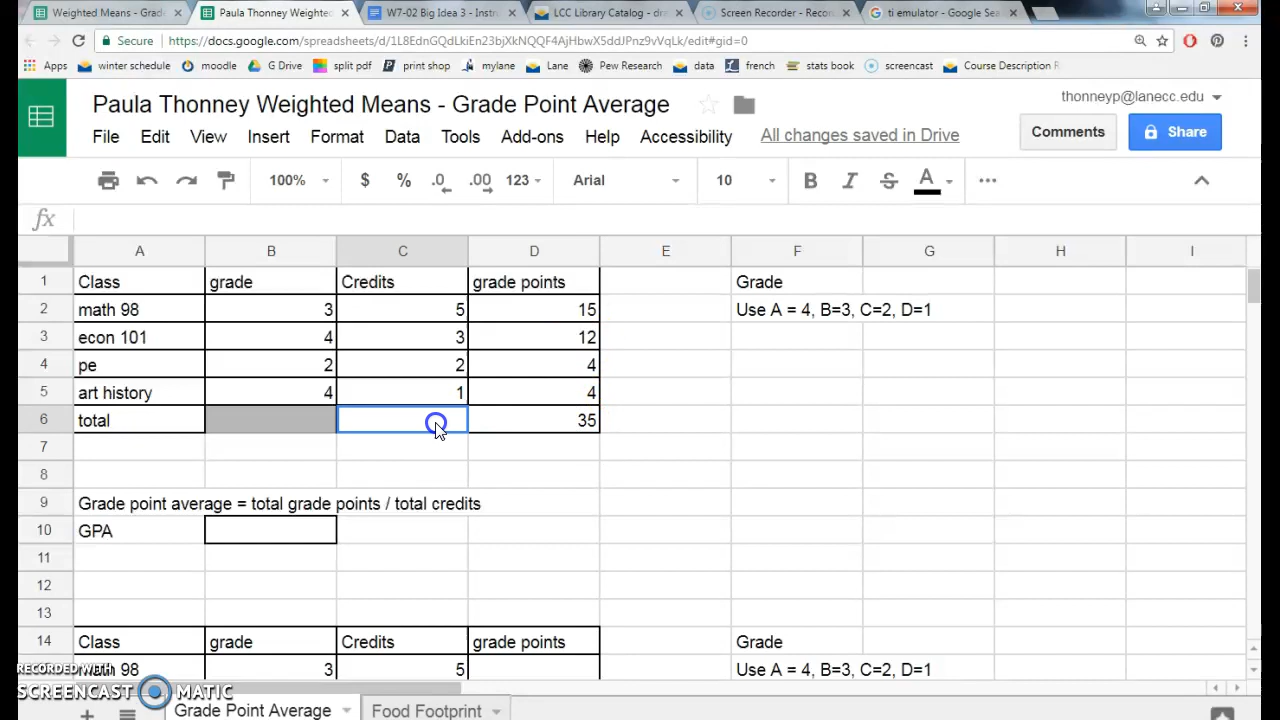 Weighted Means - Grade
Paula Thonney Weighted
W7-02 Big Idea 3 - Instr
LCC Library Catalog - dra
Screen Recorder - Record
ti emulator - Google Sea
Secure https://docs.google.com/spreadsheets/d/1L8EdnGQdLkiEn23bjXkNQQF4AjHbwX5ddJPnz9vVqLk/edit#gid=0
Apps winter schedule moodle G Drive split pdf print shop mylane Lane Pew Research data french stats book screencast Course Description
Paula Thonney Weighted Means - Grade Point Average
thonneyp@lanecc.edu
File Edit View Insert Format Data Tools Add-ons Help Accessibility All changes saved in Drive
Comments Share
100% $ % .0 .00 123 Arial 10 B I S A
fx
A B C D E F G H I
1 Class grade Credits grade points Grade
2 math 98 3 5 15 Use A = 4, B=3, C=2, D=1
3 econ 101 4 3 12
4 pe 2 2 4
5 art history 4 1 4
6 total 35
7
8
9 Grade point average = total grade points / total credits
10 GPA
11
12
13
14 Class grade Credits grade points Grade
math 98 3 5 Use A = 4, B=3, C=2, D=1
RECORDED WITH
SCREENCAST MATIC
Grade Point Average Food Footprint